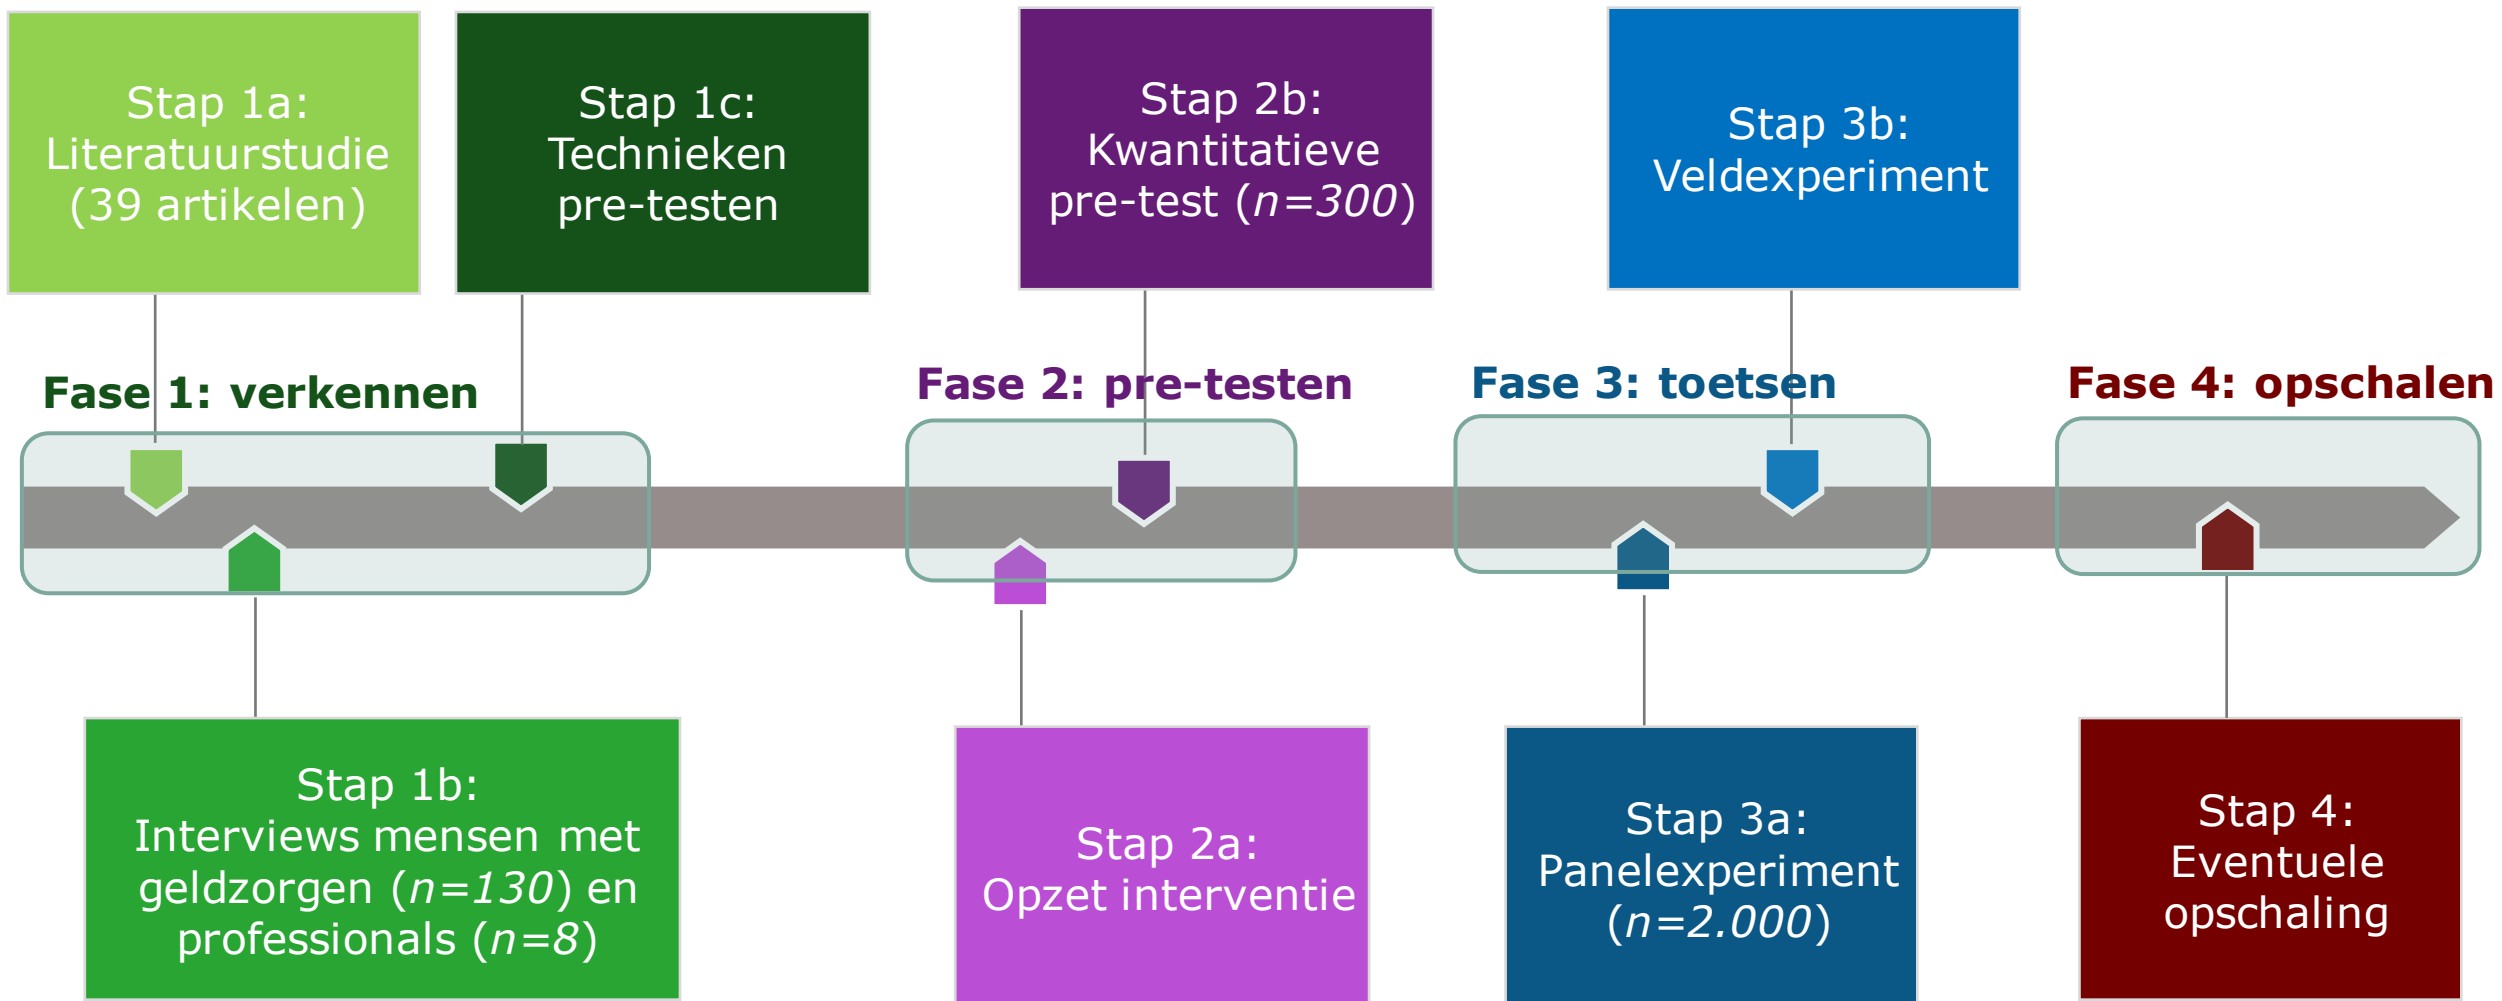 Stap 1a:
Literatuurstudie
(39 artikelen)
Stap 1c:
Technieken
pre-testen
Stap 2b:
Kwantitatieve
pre-test (n=300)
Stap 3b:
Veldexperiment
Fase 1: verkennen
Fase 2: pre-testen
Fase 3: toetsen
Fase 4: opschalen
Stap 1b:
Interviews mensen met
geldzorgen (n=130) en
professionals (n=8)
Stap 2a:
Opzet interventie
Stap 3a:
Panelexperiment
(n=2.000)
Stap 4:
Eventuele
opschaling